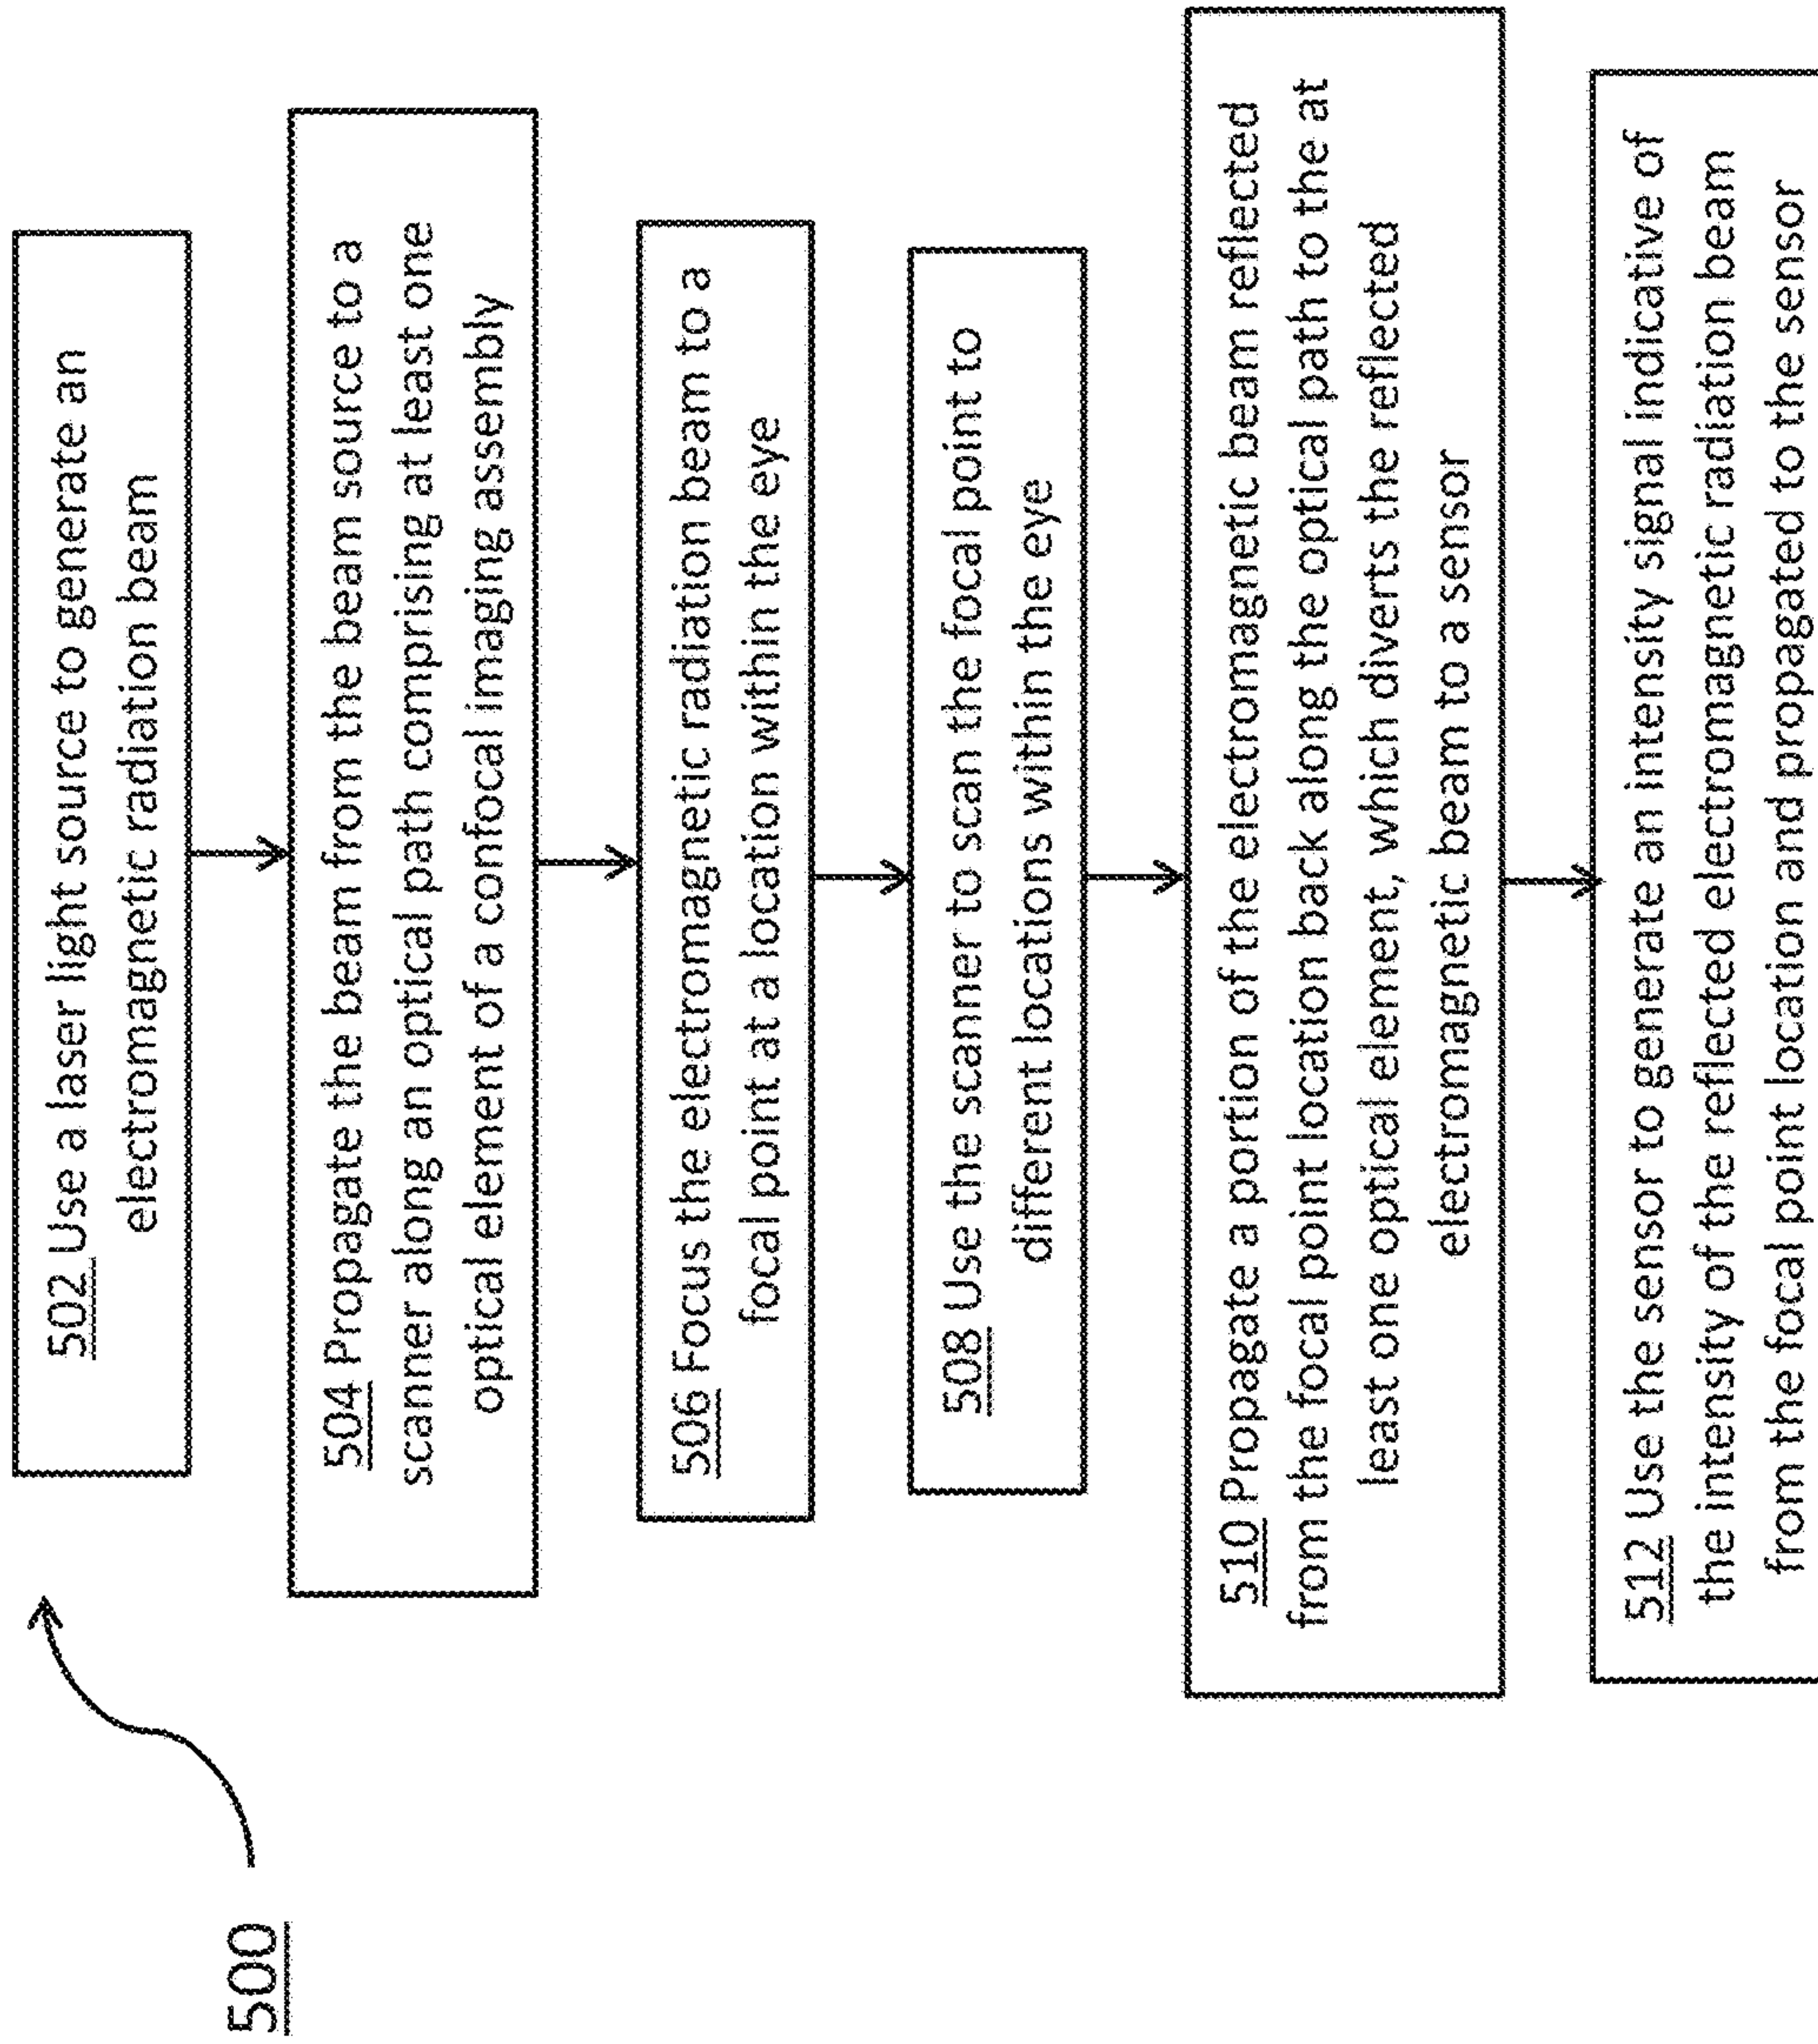 500
502 Use a laser light source to generate an
electromagnetic radiation beam
504 Propagate the beam from the beam source to a
scanner along an optical path comprising at least one
optical element of a confocal imaging assembly
506 Focus the electromagnetic radiation beam to a
focal point at a location within the eye
508 Use the scanner to scan the focal point to
different locations within the eye
510 Propagate a portion of the electromagnetic beam reflected
from the focal point location back along the optical path to the at
least one optical element, which diverts the reflected
electromagnetic beam to a sensor
512 Use the sensor to generate an intensity signal indicative of
the intensity of the reflected electromagnetic radiation beam
from the focal point location and propagated to the sensor